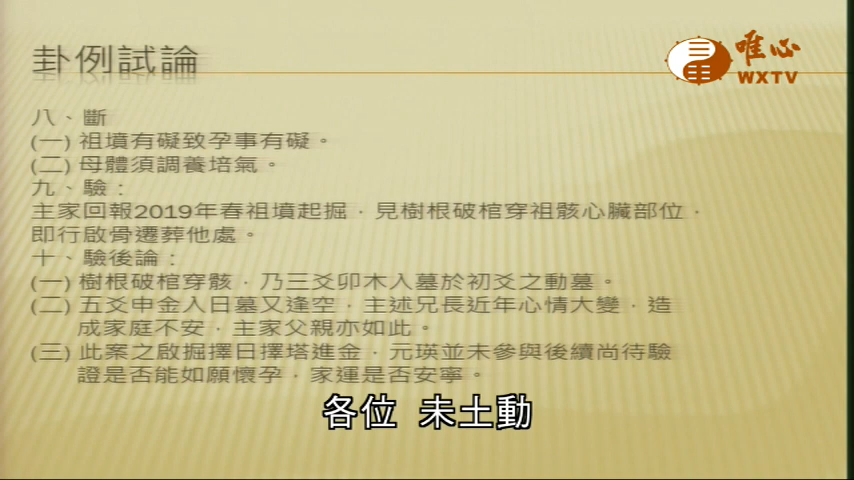 卦例試論
唯心
WXTV
八、斷
(一) 祖墳有礙致孕事有礙。
(二) 母體須調養培氣。
九、驗：
主家回報2019年春祖墳起掘，見樹根破棺穿祖骸心臟部位，
即行啟骨遷葬他處。
十、驗後論：
(一) 樹根破棺穿骸，乃三爻卯木入墓於初爻之動墓。
(二) 五爻申金入日墓又逢空，主述兄長近年心情大變，造
成家庭不安，主家父親亦如此。
(三) 此案之啟掘擇日擇塔進金，元瑛並未參與後續尚待驗
證是否能如願懷孕，家運是否安寧。
各位 未土動